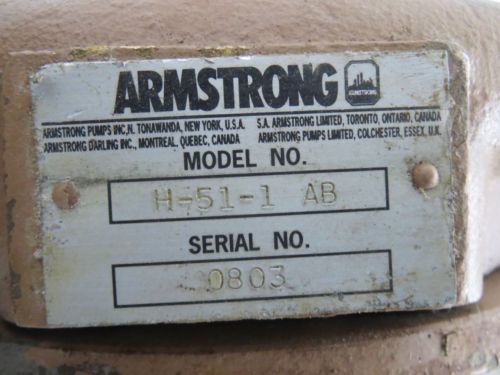 ARMSTRONG
ARMSTRONG
ARMSTRONG PUMPS INC,N. TONAWANDA, NEW YORK, U.S.A. S.A. ARMSTRONG LIMITED, TORONTO, ONTARIO, CANADA
ARMSTRONG DARLING INC., MONTREAL, QUEBEC, CANADA ARMSTRONG PUMPS LIMITED, COLCHESTER, ESSEX, U.K.
MODEL NO.
H-51-1 AB
SERIAL NO.
0803